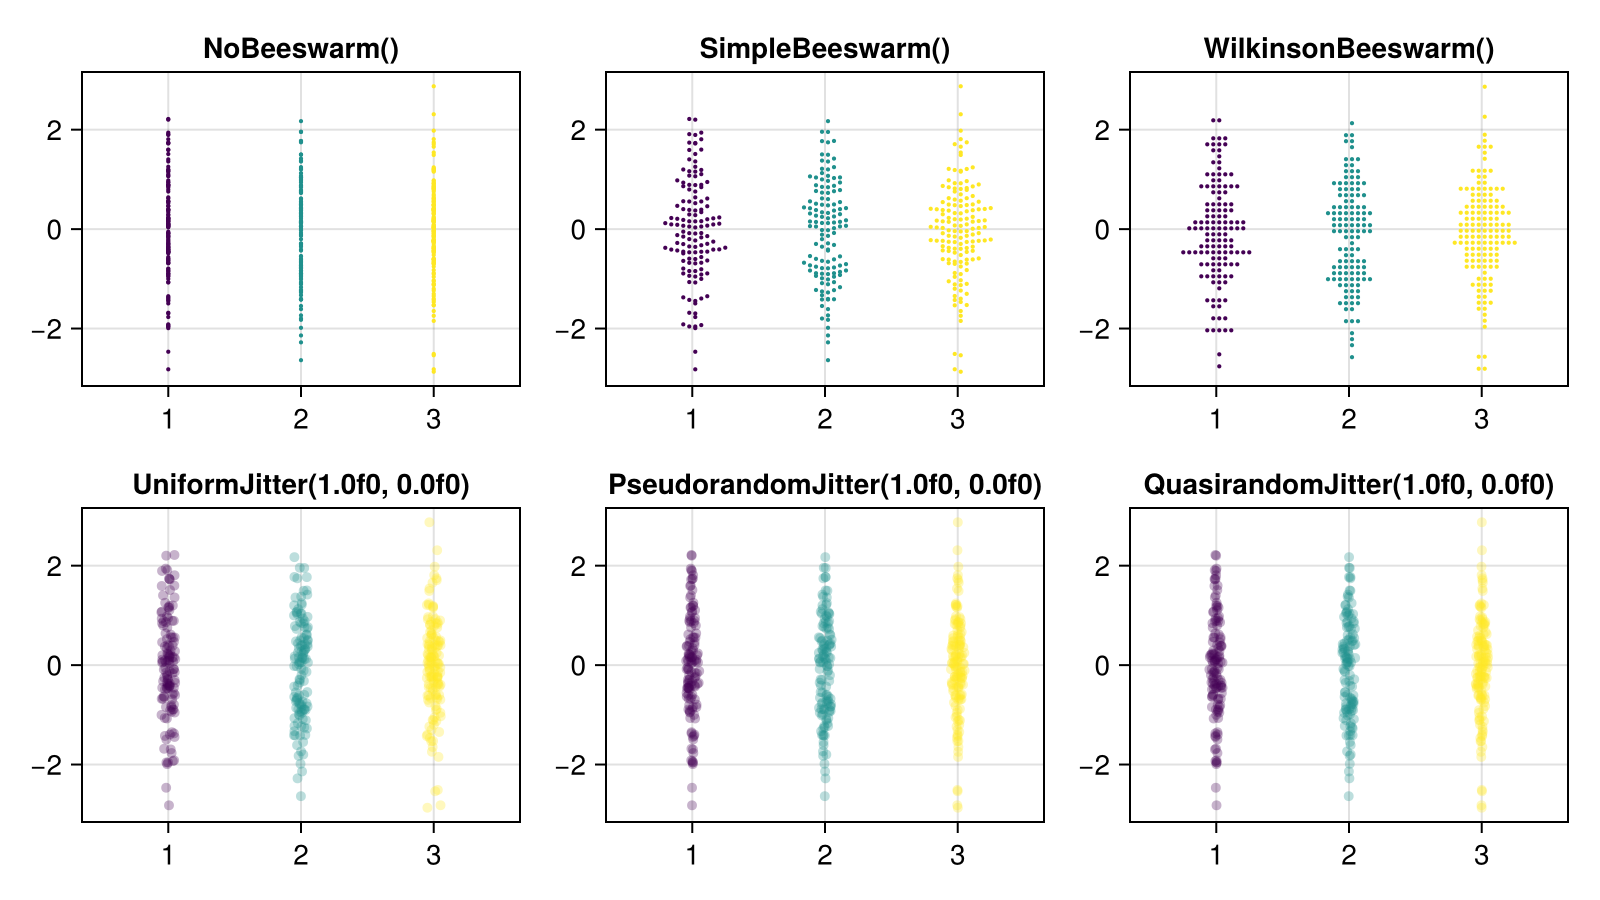 NoBeeswarm()
2
0
−2
1 2 3
SimpleBeeswarm()
2
0
−2
1 2 3
WilkinsonBeeswarm()
2
0
−2
1 2 3
UniformJitter(1.0f0, 0.0f0)
2
0
−2
1 2 3
PseudorandomJitter(1.0f0, 0.0f0)
2
0
−2
1 2 3
QuasirandomJitter(1.0f0, 0.0f0)
2
0
−2
1 2 3